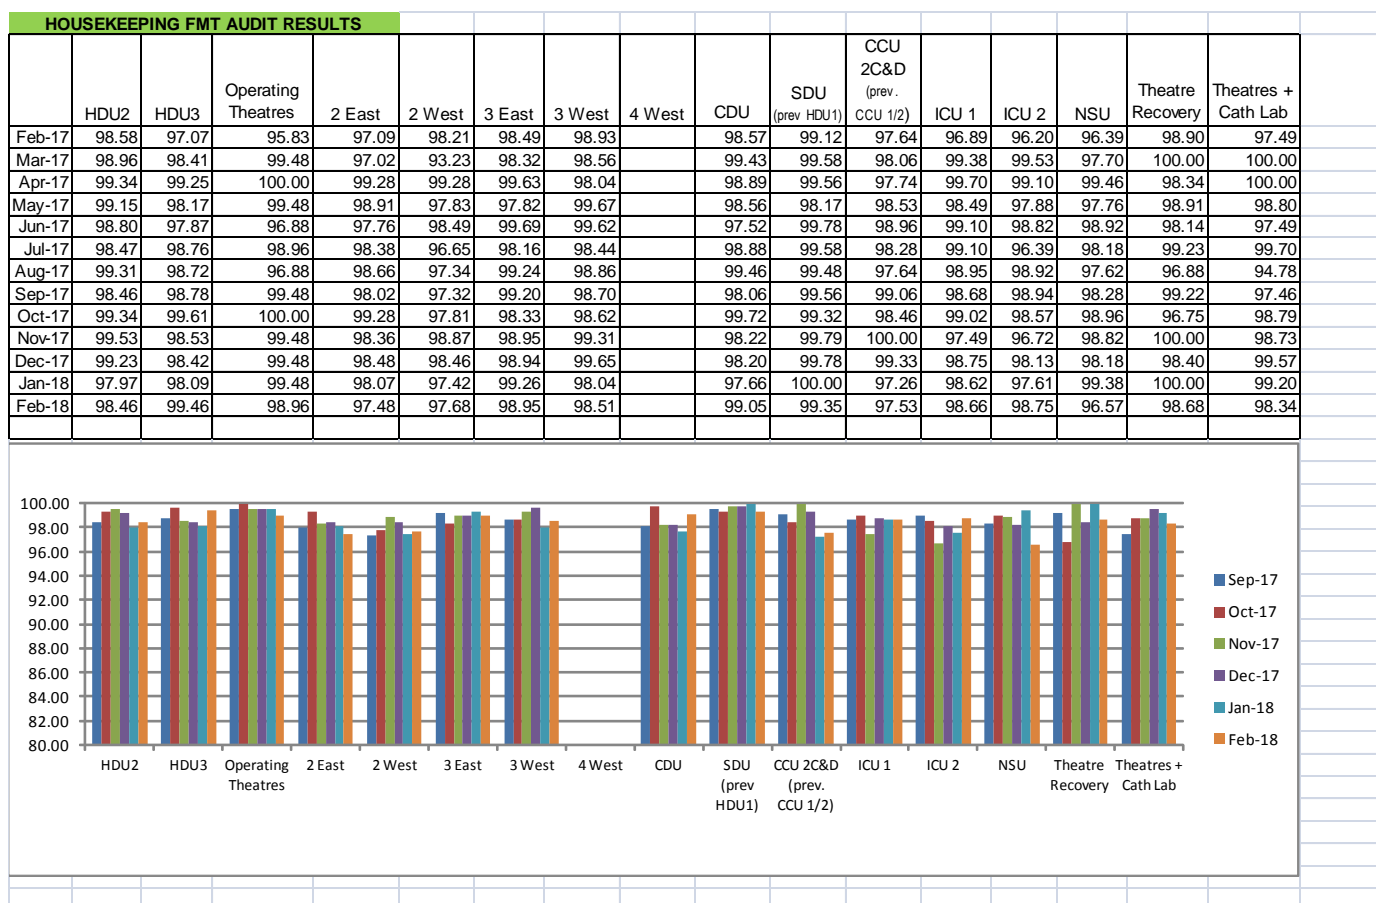 HOUSEKEEPING FMT AUDIT RESULTS
HDU2 HDU3 Operating Theatres 2 East 2 West 3 East 3 West 4 West CDU SDU (prev HDU1) CCU 2C&D (prev. CCU 1/2) ICU 1 ICU 2 NSU Theatre Recovery Theatres + Cath Lab
Feb-17 98.58 97.07 95.83 97.09 98.21 98.49 98.93 98.57 99.12 97.64 96.89 96.20 96.39 98.90 97.49
Mar-17 98.96 98.41 99.48 97.02 93.23 98.32 98.56 99.43 99.58 98.06 99.38 99.53 97.70 100.00 100.00
Apr-17 99.34 99.25 100.00 99.28 99.28 99.63 98.04 98.89 99.56 97.74 99.70 99.10 99.46 98.34 100.00
May-17 99.15 98.17 99.48 98.91 97.83 97.82 99.67 98.56 98.17 98.53 98.49 97.88 97.76 98.91 98.80
Jun-17 98.80 97.87 96.88 97.76 98.49 99.69 99.62 97.52 99.78 98.96 99.10 98.82 98.92 98.14 97.49
Jul-17 98.47 98.76 98.96 98.38 96.65 98.16 98.44 98.88 99.58 98.28 99.10 96.39 98.18 99.23 99.70
Aug-17 99.31 98.72 96.88 98.66 97.34 99.24 98.86 99.46 99.48 97.64 98.95 98.92 97.62 96.88 94.78
Sep-17 98.46 98.78 99.48 98.02 97.32 99.20 98.70 98.06 99.56 99.06 98.68 98.94 98.28 99.22 97.46
Oct-17 99.34 99.61 100.00 99.28 97.81 98.33 98.62 99.72 99.32 98.46 99.02 98.57 98.96 96.75 98.79
Nov-17 99.53 98.53 99.48 98.36 98.87 98.95 99.31 98.22 99.79 100.00 97.49 96.72 98.82 100.00 98.73
Dec-17 99.23 98.42 99.48 98.48 98.46 98.94 99.65 98.20 99.78 99.33 98.75 98.13 98.18 98.40 99.57
Jan-18 97.97 98.09 99.48 98.07 97.42 99.26 98.04 97.66 100.00 97.26 98.62 97.61 99.38 100.00 99.20
Feb-18 98.46 99.46 98.96 97.48 97.68 98.95 98.51 99.05 99.35 97.53 98.66 98.75 96.57 98.68 98.34
100.00
98.00
96.00
94.00
92.00
90.00
88.00
86.00
84.00
82.00
80.00
HDU2 HDU3 Operating Theatres 2 East 2 West 3 East 3 West 4 West CDU SDU (prev HDU1) CCU 2C&D (prev. CCU 1/2) ICU 1 ICU 2 NSU Theatre Recovery Theatres + Cath Lab
Sep-17
Oct-17
Nov-17
Dec-17
Jan-18
Feb-18